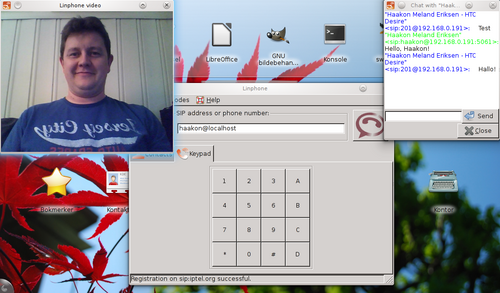 Linphone video
Jersey City
LibreOffice
GNU
bildebehan...
Konsole
sw
Chat with "Haak...
"Haakon Meland Eriksen - HTC
Desire"
<sip:201@192.168.0.191>: Test
"Haakon Meland Eriksen"
<sip:haakon@192.168.0.191:5061>:
Hello, Haakon!
"Haakon Meland Eriksen - HTC
Desire"
<sip:201@192.168.0.191>: Hallo!
Send
Close
Linphone
odes Help
SIP address or phone number:
haakon@localhost
Contacts Keypad
1 2 3 A
4 5 6 B
7 8 9 C
* 0 # D
Registration on sip:iptel.org successful.
Bokmerker
Kontakt
Kontor